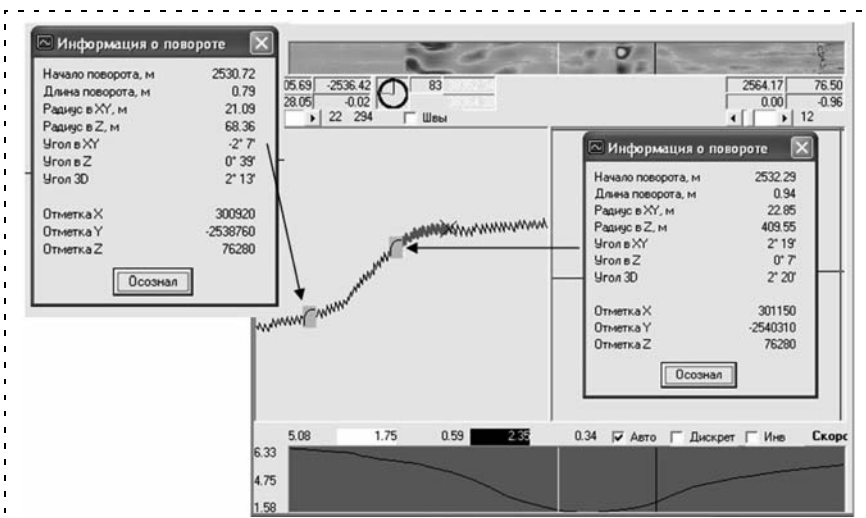 Информация о повороте
Начало поворота, м 2530.72
Длина поворота, м 0.79
Радиус в XY, м 21.09
Радиус в Z, м 68.36
Угол в XY -2° 7'
Угол в Z 0° 39'
Угол 3D 2° 13'
Отметка X 300920
Отметка Y -2538760
Отметка Z 76280
Осознал
05.69 -2536.42 83
28.05 -0.02
22 294 Швы
2564.17 76.50
0.00 -0.96
12
Информация о повороте
Начало поворота, м 2532.29
Длина поворота, м 0.94
Радиус в XY, м 22.85
Радиус в Z, м 409.55
Угол в XY 2° 19'
Угол в Z 0° 7'
Угол 3D 2° 20'
Отметка X 301150
Отметка Y -2540310
Отметка Z 76280
Осознал
5.08 1.75 0.59 2.35 0.34 Авто Дискрет Инв Скорс
6.33
4.75
1.58